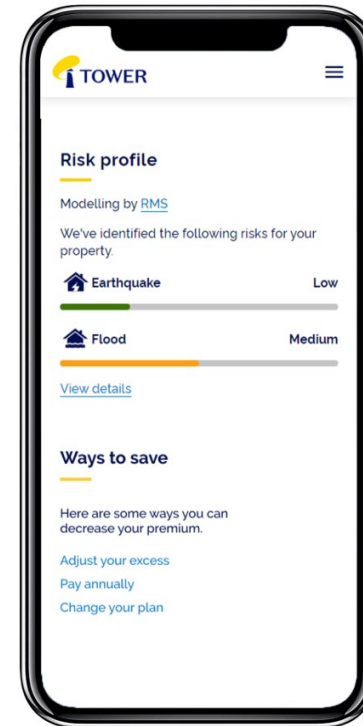 TOWER
Risk profile
Modelling by RMS
We've identified the following risks for your
property.
Earthquake Low
Flood Medium
View details
Ways to save
Here are some ways you can
decrease your premium.
Adjust your excess
Pay annually
Change your plan